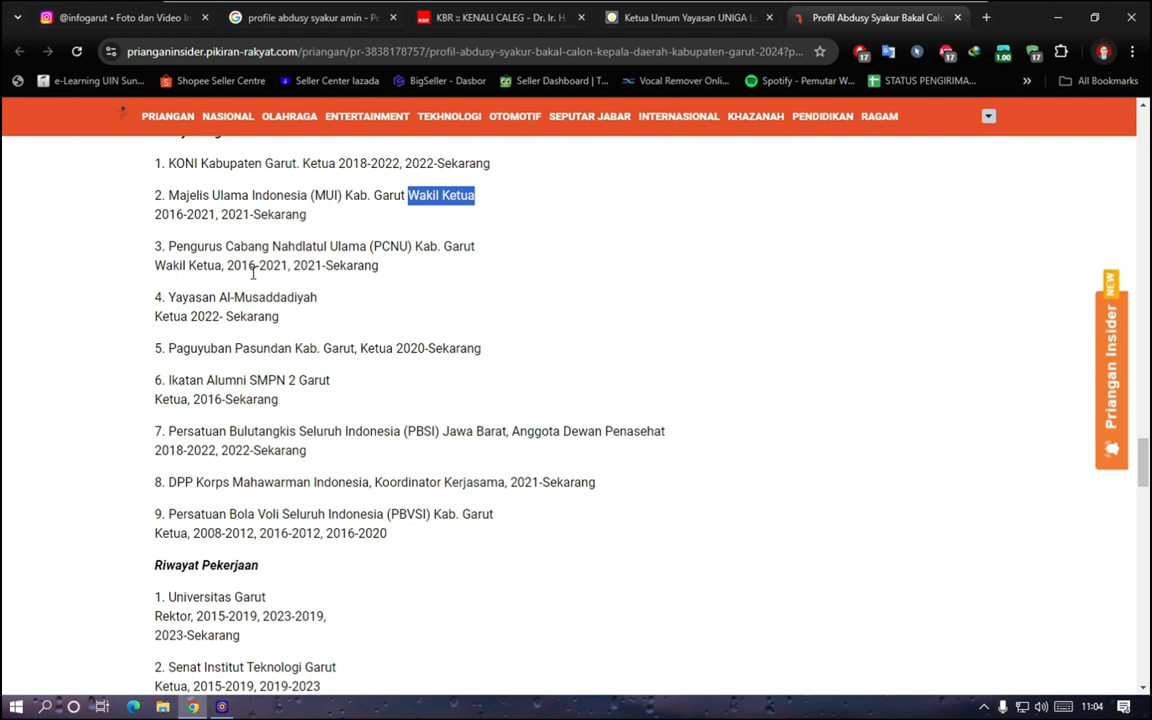 @infogarut • Foto dan Video In
profile abdusy syakur amin - Pe
KBR :: KENALI CALEG - Dr. Ir. H
Ketua Umum Yayasan UNIGA L
Profil Abdusy Syakur Bakal Calo
prianganinsider.pikiran-rakyat.com/priangan/pr-3838178757/profil-abdusy-syakur-bakal-calon-kepala-daerah-kabupaten-garut-2024?p...
17
17
1.00
17
e-Learning UIN Sun...
Shopee Seller Centre
Seller Center lazada
BigSeller - Dasbor
Seller Dashboard | T...
Vocal Remover Onli...
Spotify - Pemutar W...
STATUS PENGIRIMA...
»
All Bookmarks
PRIANGAN NASIONAL OLAHRAGA ENTERTAINMENT TEKHNOLOGI OTOMOTIF SEPUTAR JABAR INTERNASIONAL KHAZANAH PENDIDIKAN RAGAM
1. KONI Kabupaten Garut. Ketua 2018-2022, 2022-Sekarang
2. Majelis Ulama Indonesia (MUI) Kab. Garut Wakil Ketua
2016-2021, 2021-Sekarang
3. Pengurus Cabang Nahdlatul Ulama (PCNU) Kab. Garut
Wakil Ketua, 2016-2021, 2021-Sekarang
4. Yayasan Al-Musaddadiyah
Ketua 2022- Sekarang
5. Paguyuban Pasundan Kab. Garut, Ketua 2020-Sekarang
6. Ikatan Alumni SMPN 2 Garut
Ketua, 2016-Sekarang
7. Persatuan Bulutangkis Seluruh Indonesia (PBSI) Jawa Barat, Anggota Dewan Penasehat
2018-2022, 2022-Sekarang
8. DPP Korps Mahawarman Indonesia, Koordinator Kerjasama, 2021-Sekarang
9. Persatuan Bola Voli Seluruh Indonesia (PBVSI) Kab. Garut
Ketua, 2008-2012, 2016-2012, 2016-2020
Riwayat Pekerjaan
1. Universitas Garut
Rektor, 2015-2019, 2023-2019,
2023-Sekarang
2. Senat Institut Teknologi Garut
Ketua, 2015-2019, 2019-2023
Priangan Insider NEW
11:04